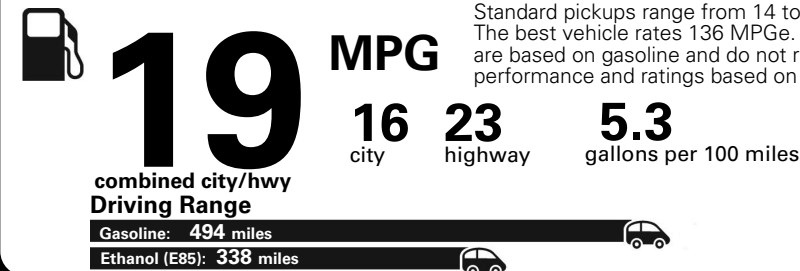 Standard pickups range from 14 to
The best vehicle rates 136 MPGe.
are based on gasoline and do not r
performance and ratings based on
19
MPG
16 23 5.3
city highway gallons per 100 miles
combined city/hwy
Driving Range
Gasoline: 494 miles
Ethanol (E85): 338 miles